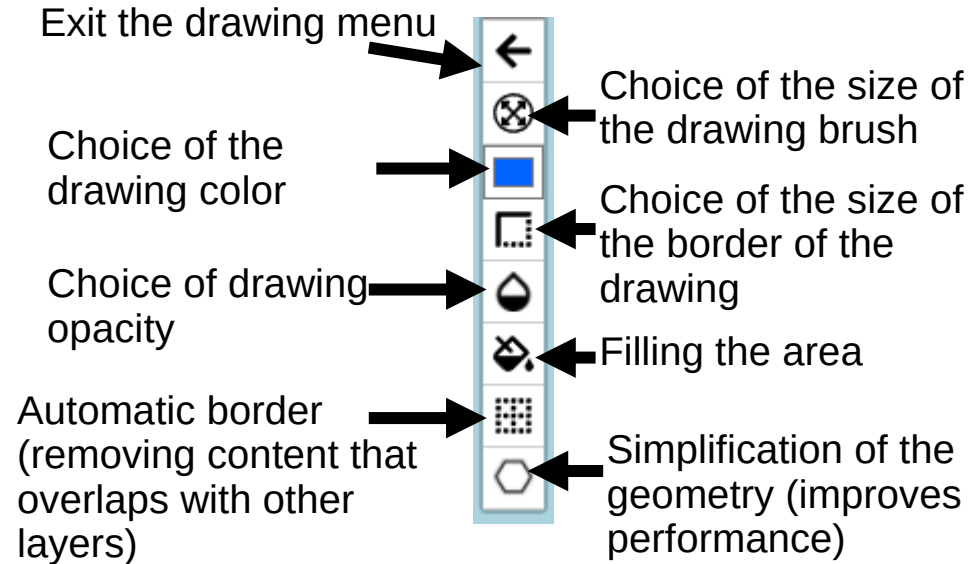 Exit the drawing menu
Choice of the size of
the drawing brush
Choice of the
drawing color
Choice of the size of
the border of the
drawing
Choice of drawing
opacity
Filling the area
Automatic border
(removing content that
overlaps with other
layers)
Simplification of the
geometry (improves
performance)